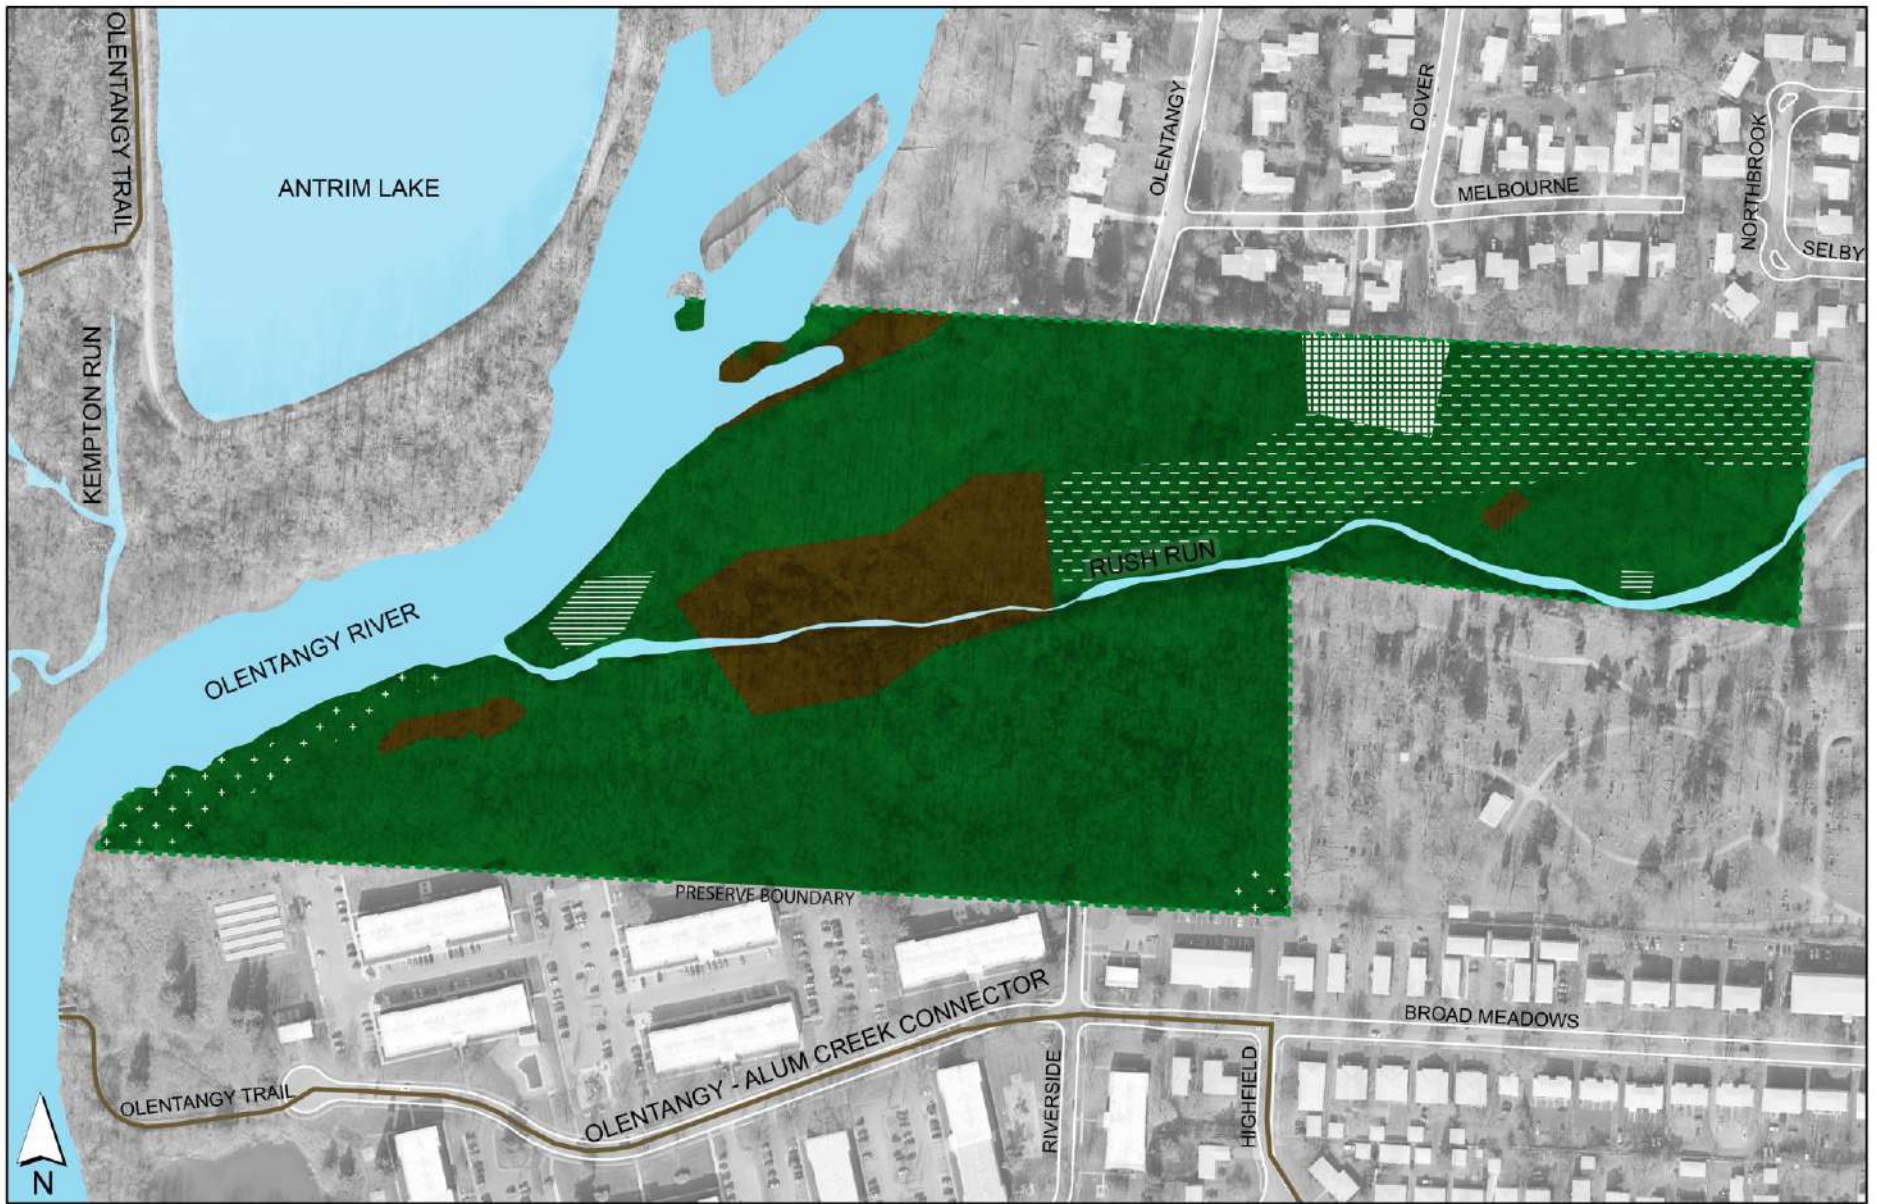 OLENTANGY TRAIL
ANTRIM LAKE
OLENTANGY
DOVER
MELBOURNE
NORTHBROOK
SELBY
KEMPTON RUN
RUSH RUN
OLENTANGY RIVER
PRESERVE BOUNDARY
OLENTANGY - ALUM CREEK CONNECTOR
BROAD MEADOWS
RIVERSIDE
HIGHFIELD
OLENTANGY TRAIL
N